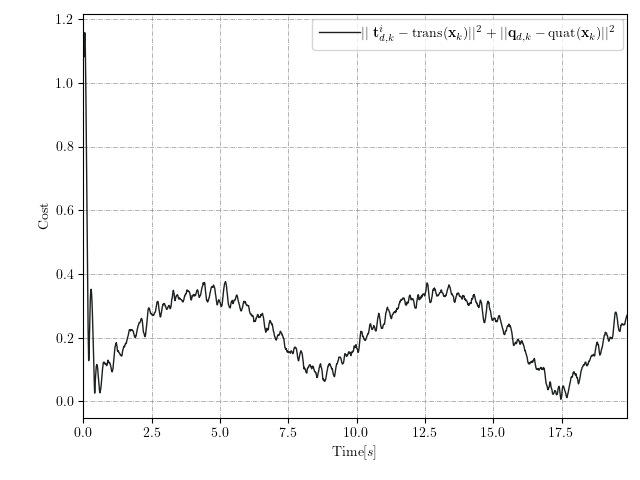 || t^i_{d,k} − trans(x_k)||^2 + ||q_{d,k} − quat(x_k)||^2
1.2
1.0
0.8
0.6
0.4
0.2
0.0
Cost
0.0 2.5 5.0 7.5 10.0 12.5 15.0 17.5
Time[s]